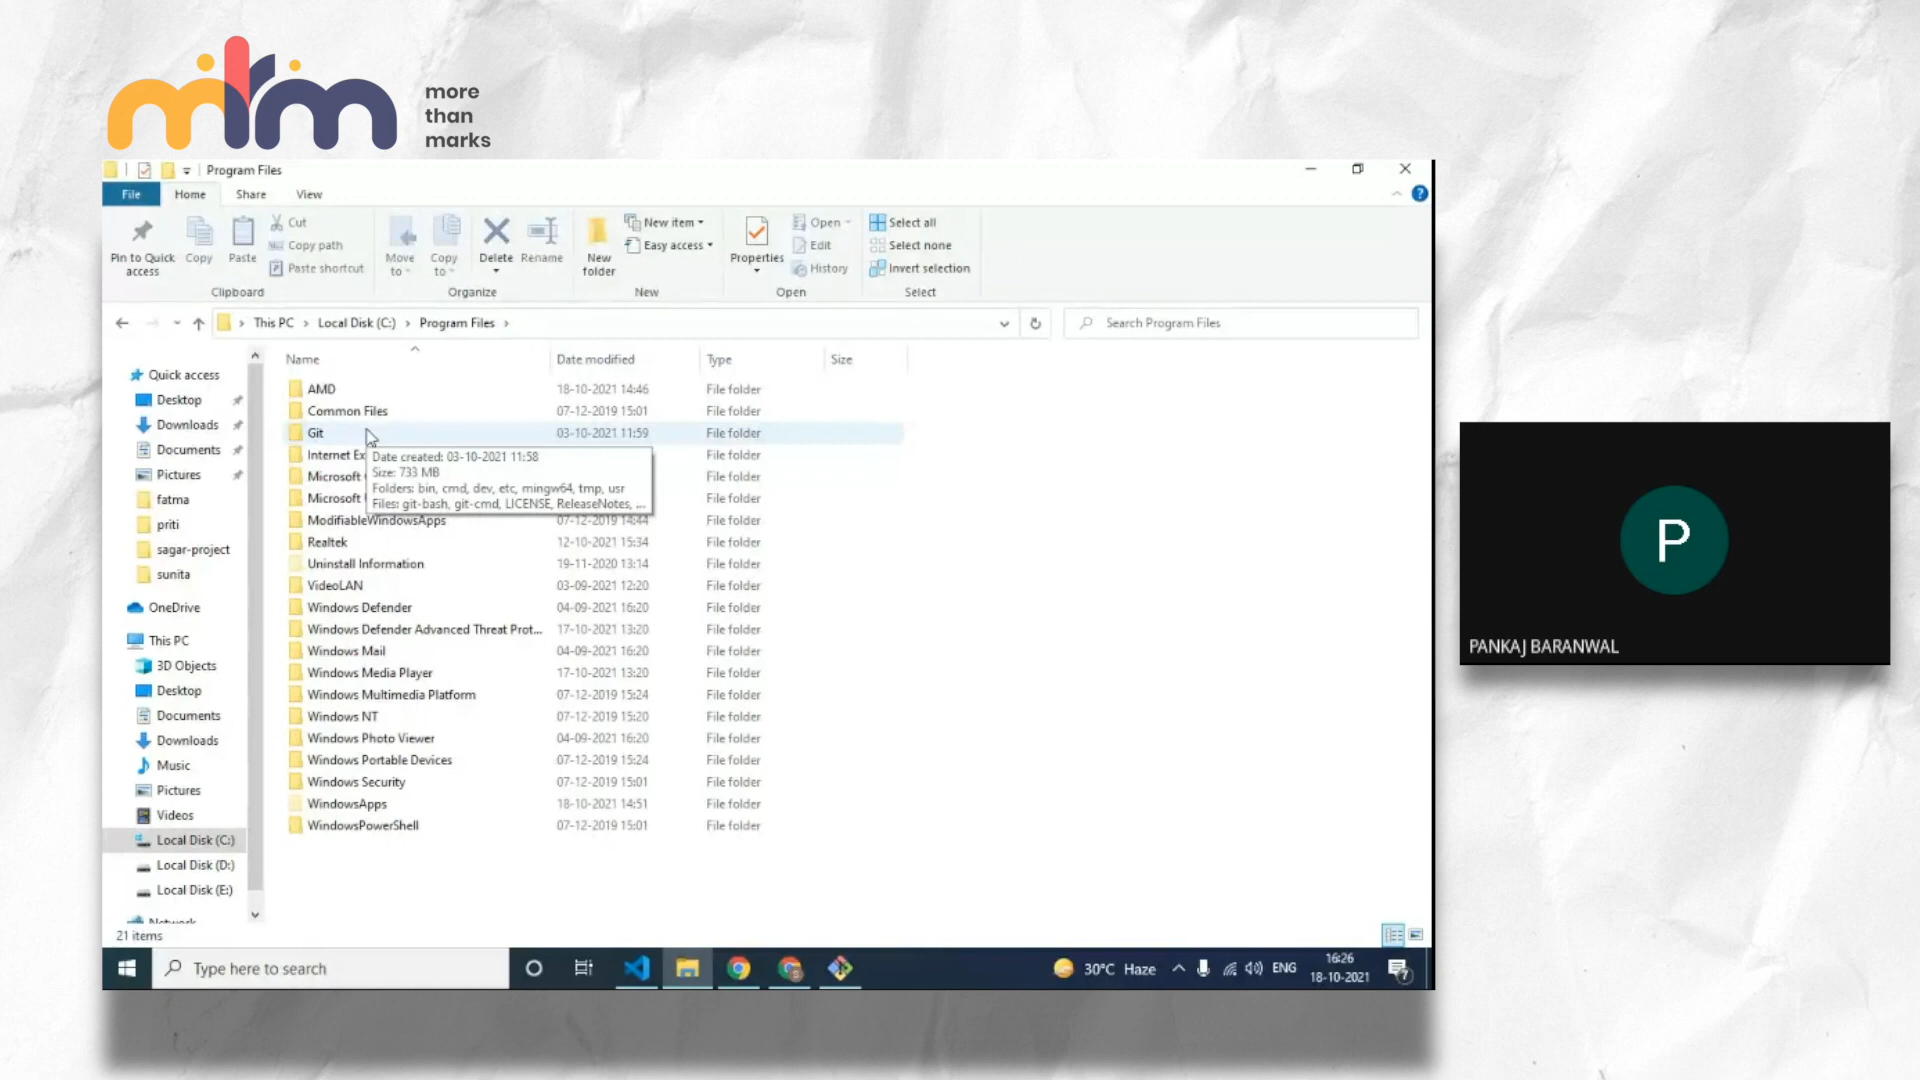 mtm
more
than
marks
Program Files
File Home Share View
Pin to Quick access
Copy
Paste
Cut
Copy path
Paste shortcut
Clipboard
Move to
Copy to
Delete
Rename
Organize
New folder
New item
Easy access
New
Properties
Open
Edit
History
Open
Select all
Select none
Invert selection
Select
This PC > Local Disk (C:) > Program Files >
Search Program Files
Quick access
Desktop
Downloads
Documents
Pictures
fatma
priti
sagar-project
sunita
OneDrive
This PC
3D Objects
Desktop
Documents
Downloads
Music
Pictures
Videos
Local Disk (C:)
Local Disk (D:)
Local Disk (E:)
Network
Name Date modified Type Size
AMD 18-10-2021 14:46 File folder
Common Files 07-12-2019 15:01 File folder
Git 03-10-2021 11:59 File folder
Internet Ex File folder
Microsoft File folder
Microsoft File folder
Date created: 03-10-2021 11:58
Size: 733 MB
Folders: bin, cmd, dev, etc, mingw64, tmp, usr
Files: git-bash, git-cmd, LICENSE, ReleaseNotes, ...
ModifiableWindowsApps 07-12-2019 14:44 File folder
Realtek 12-10-2021 15:34 File folder
Uninstall Information 19-11-2020 13:14 File folder
VideoLAN 03-09-2021 12:20 File folder
Windows Defender 04-09-2021 16:20 File folder
Windows Defender Advanced Threat Prot... 17-10-2021 13:20 File folder
Windows Mail 04-09-2021 16:20 File folder
Windows Media Player 17-10-2021 13:20 File folder
Windows Multimedia Platform 07-12-2019 15:24 File folder
Windows NT 07-12-2019 15:20 File folder
Windows Photo Viewer 04-09-2021 16:20 File folder
Windows Portable Devices 07-12-2019 15:24 File folder
Windows Security 07-12-2019 15:01 File folder
WindowsApps 18-10-2021 14:51 File folder
WindowsPowerShell 07-12-2019 15:01 File folder
21 items
Type here to search
30°C Haze
ENG
16:26
18-10-2021
7
P
PANKAJ BARANWAL